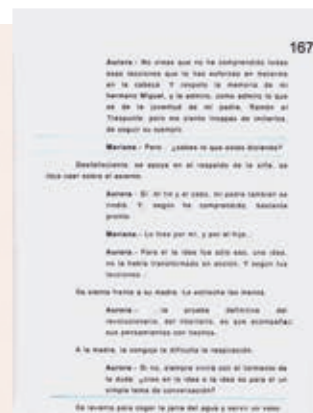 167
Aurora.- No creas que no he comprendido todas
esas lecciones que te has esforzado en meterme
en la cabeza. Y respeto la memoria de mi
hermano Miguel, y le admiro, como admiro lo que
sé de la juventud de mi padre, Ramón el
Trespunte, pero me siento incapaz de imitarlos,
de seguir su ejemplo.
Mariana.- Pero... ¿sabes lo que estás diciendo?
Desfalleciente, se apoya en el respaldo de la silla, se
deja caer sobre el asiento.
Aurora.- Sí. Al fin y al cabo, mi padre también se
rindió. Y, según he comprendido, bastante
pronto.
Mariana.- Lo hizo por mí, y por el hijo...
Aurora.- Para él la idea fue sólo eso, una idea,
no la había transformado en acción. Y según tus
lecciones...
Se sienta frente a su madre. Le estrecha las manos.
Aurora.- ... la prueba definitiva del
revolucionario, del libertario, es que acompañe
sus pensamientos con hechos.
A la madre, la congoja le dificulta la respiración.
Aurora.- Si no, siempre vivirá con el tormento de
la duda: ¿creo en la idea o la idea es para mí un
simple tema de conversación?
Se levanta para coger la jarra del agua y servir un vaso